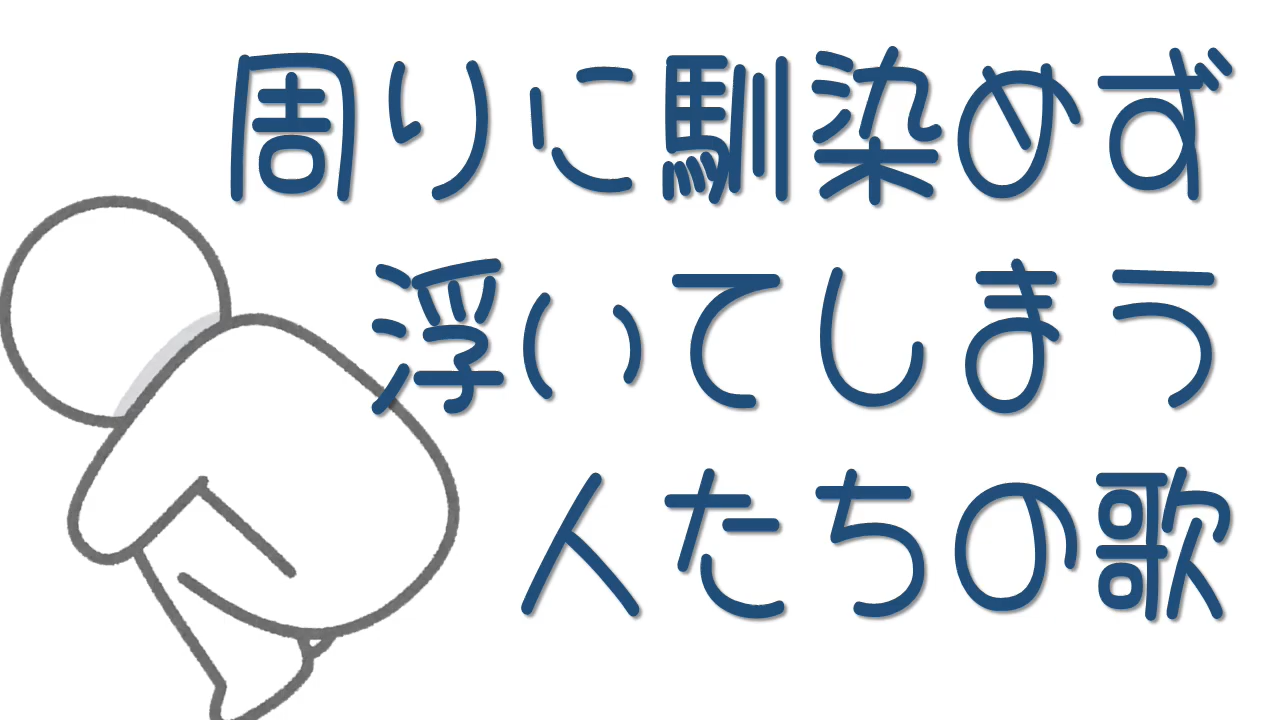 周りに馴染めず
浮いてしまう
人たちの歌